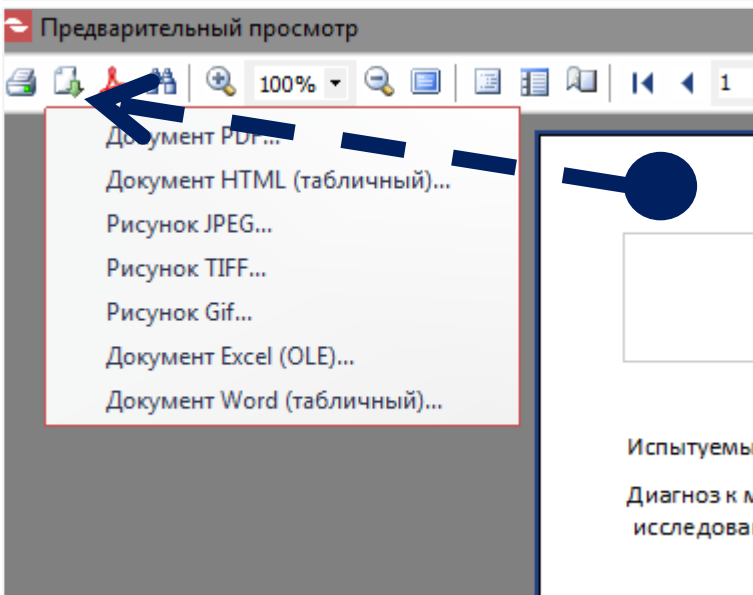 Предварительный просмотр
100% 1
Документ PDF...
Документ HTML (табличный)...
Рисунок JPEG...
Рисунок TIFF...
Рисунок Gif...
Документ Excel (OLE)...
Документ Word (табличный)...
Испытуемы
Диагноз к м
исследова